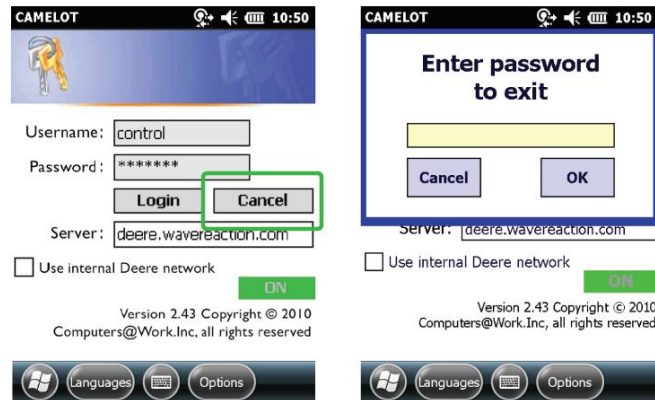 CAMELOT 10:50
Username: control
Password: *******
Login Cancel
Server: deere.wavereaction.com
Use internal Deere network
ON
Version 2.43 Copyright © 2010
Computers@Work.Inc, all rights reserved
Languages Options
CAMELOT 10:50
Enter password
to exit
Cancel OK
Server: deere.wavereaction.com
Use internal Deere network
ON
Version 2.43 Copyright © 2010
Computers@Work.Inc, all rights reserved
Languages Options